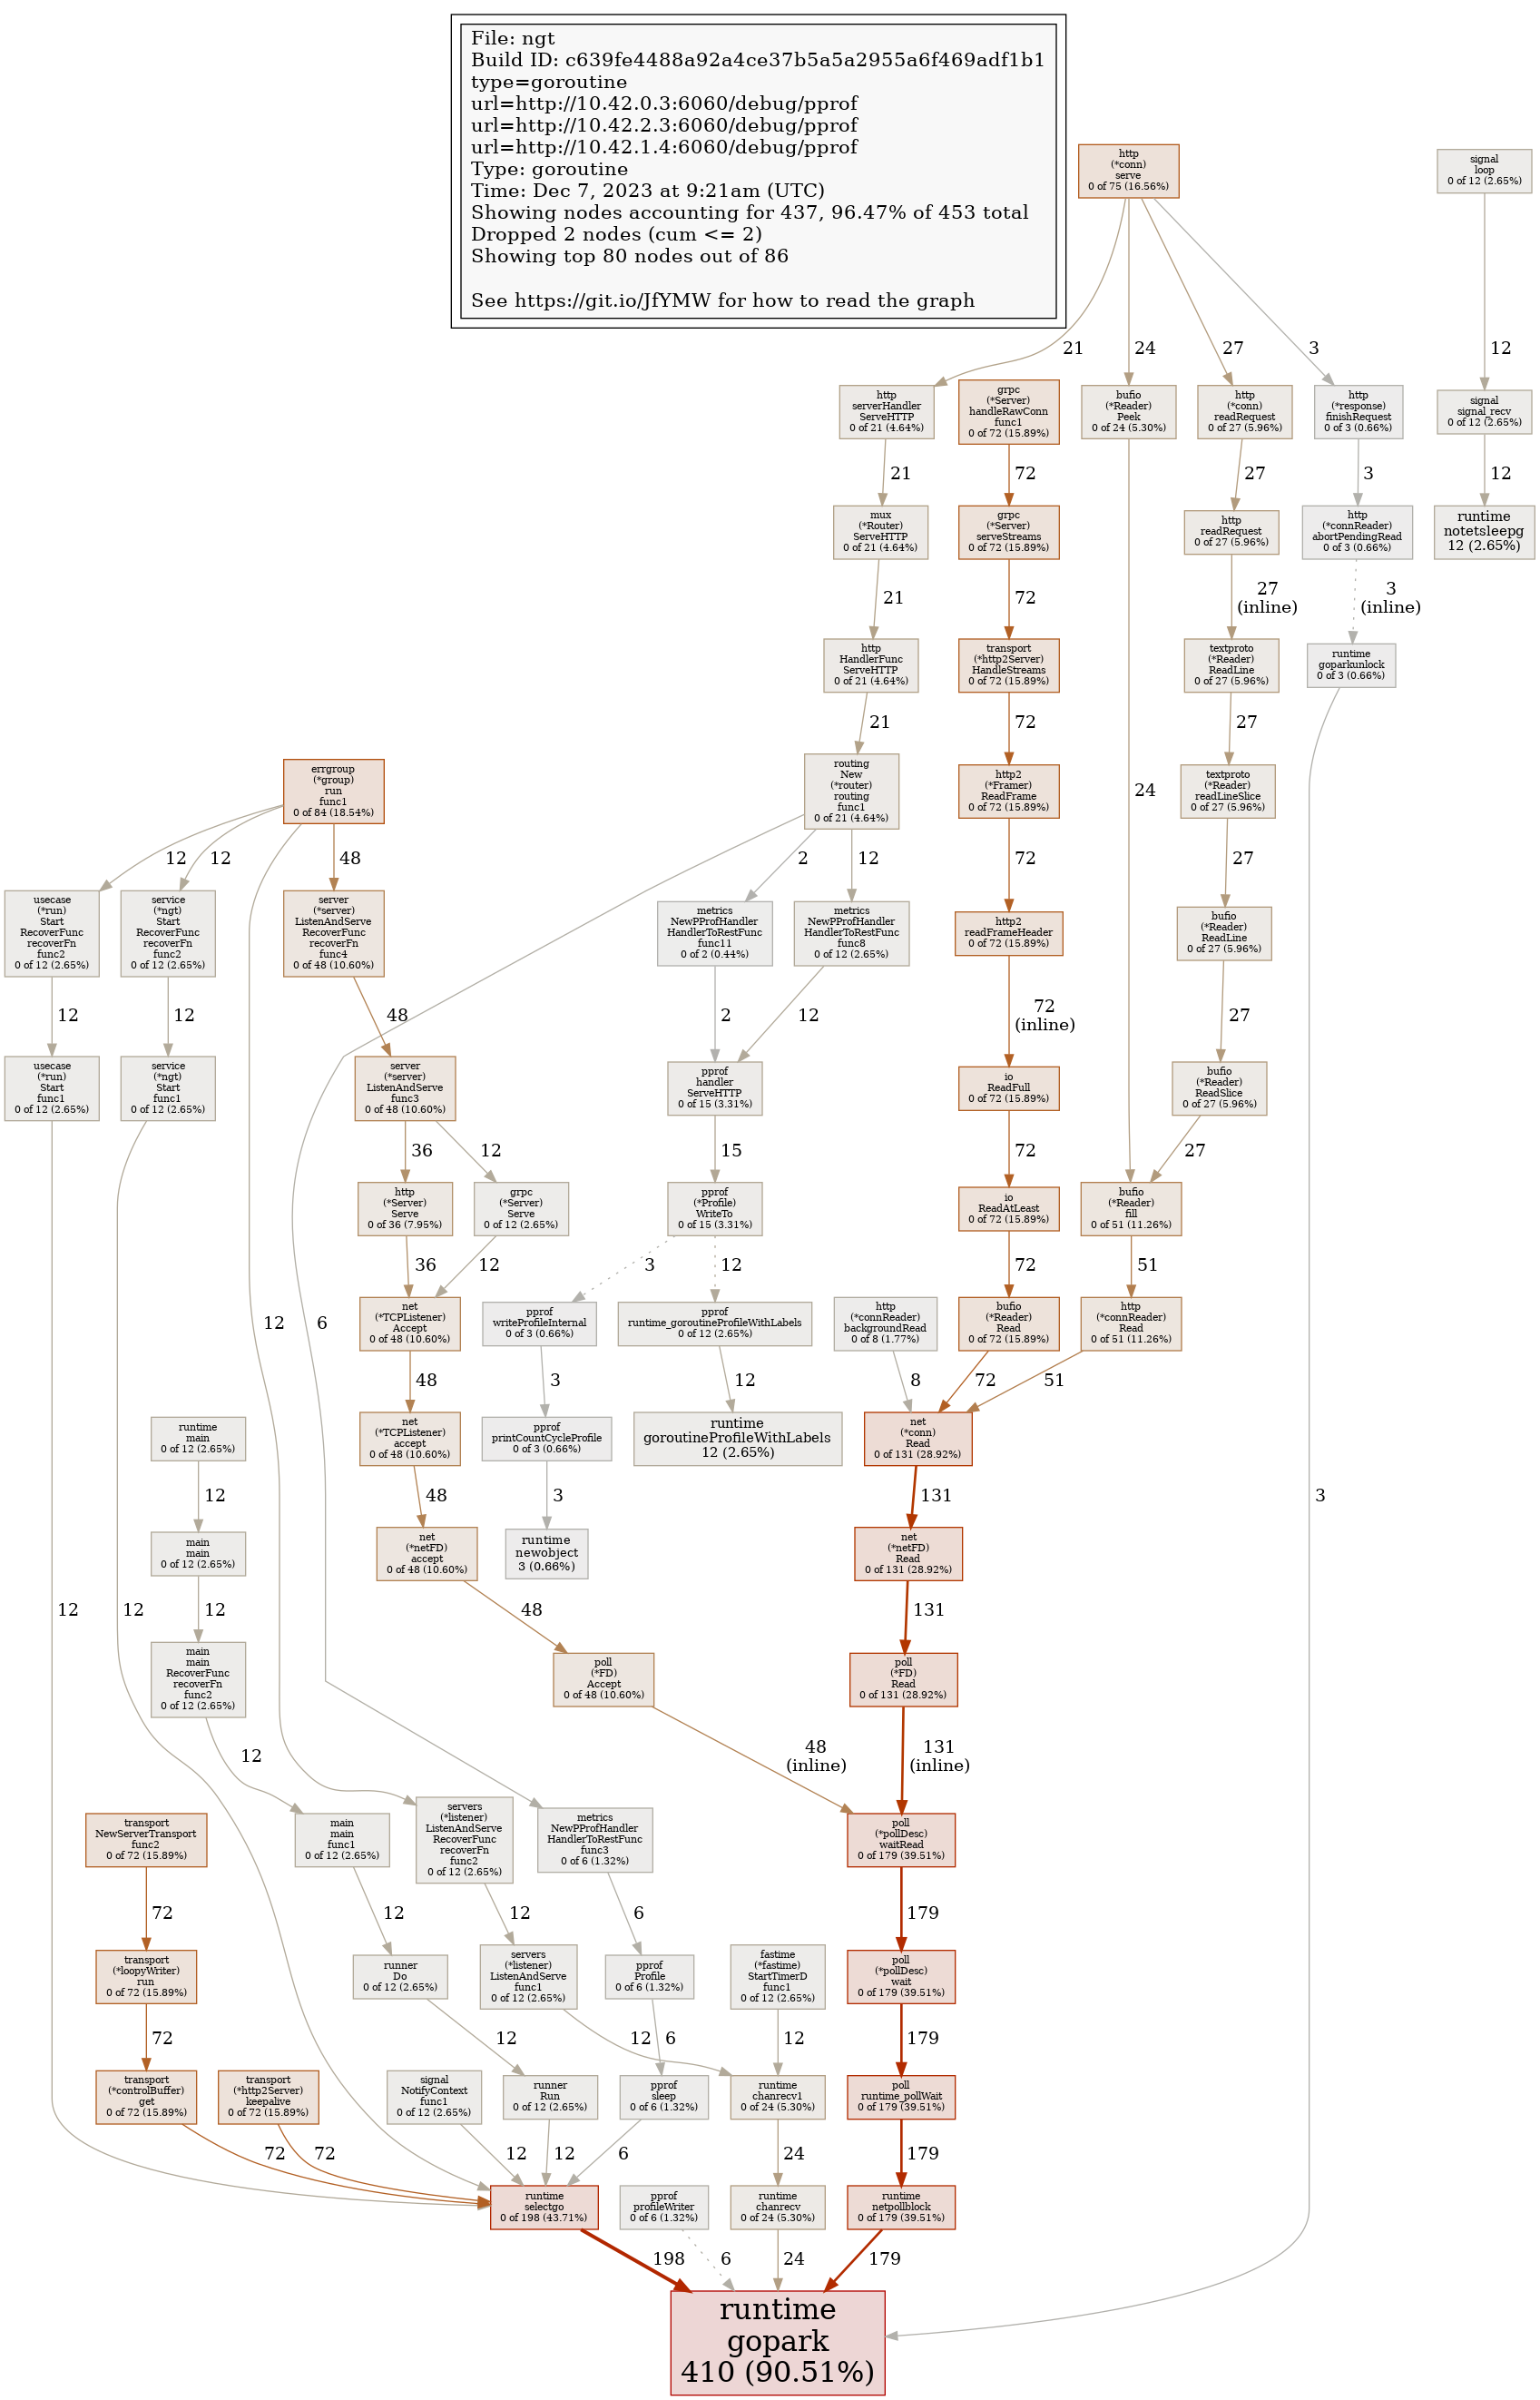 File: ngt
Build ID: c639fe4488a92a4ce37b5a5a2955a6f469adf1b1
type=goroutine
url=http://10.42.0.3:6060/debug/pprof
url=http://10.42.2.3:6060/debug/pprof
url=http://10.42.1.4:6060/debug/pprof
Type: goroutine
Time: Dec 7, 2023 at 9:21am (UTC)
Showing nodes accounting for 437, 96.47% of 453 total
Dropped 2 nodes (cum <= 2)
Showing top 80 nodes out of 86
See https://git.io/JfYMW for how to read the graph
http
(*conn)
serve
0 of 75 (16.56%)
signal
loop
0 of 12 (2.65%)
21
24
27
3
12
http
serverHandler
ServeHTTP
0 of 21 (4.64%)
grpc
(*Server)
handleRawConn
func1
0 of 72 (15.89%)
bufio
(*Reader)
Peek
0 of 24 (5.30%)
http
(*conn)
readRequest
0 of 27 (5.96%)
http
(*response)
finishRequest
0 of 3 (0.66%)
signal
signal_recv
0 of 12 (2.65%)
21
72
27
3
12
mux
(*Router)
ServeHTTP
0 of 21 (4.64%)
grpc
(*Server)
serveStreams
0 of 72 (15.89%)
http
readRequest
0 of 27 (5.96%)
http
(*connReader)
abortPendingRead
0 of 3 (0.66%)
runtime
notetsleepg
12 (2.65%)
21
72
27
(inline)
3
(inline)
http
HandlerFunc
ServeHTTP
0 of 21 (4.64%)
transport
(*http2Server)
HandleStreams
0 of 72 (15.89%)
textproto
(*Reader)
ReadLine
0 of 27 (5.96%)
runtime
goparkunlock
0 of 3 (0.66%)
21
72
27
errgroup
(*group)
run
func1
0 of 84 (18.54%)
routing
New
(*router)
routing
func1
0 of 21 (4.64%)
http2
(*Framer)
ReadFrame
0 of 72 (15.89%)
24
textproto
(*Reader)
readLineSlice
0 of 27 (5.96%)
12
12
48
2
12
72
27
usecase
(*run)
Start
RecoverFunc
recoverFn
func2
0 of 12 (2.65%)
service
(*ngt)
Start
RecoverFunc
recoverFn
func2
0 of 12 (2.65%)
server
(*server)
ListenAndServe
RecoverFunc
recoverFn
func4
0 of 48 (10.60%)
metrics
NewPProfHandler
HandlerToRestFunc
func11
0 of 2 (0.44%)
metrics
NewPProfHandler
HandlerToRestFunc
func8
0 of 12 (2.65%)
http2
readFrameHeader
0 of 72 (15.89%)
bufio
(*Reader)
ReadLine
0 of 27 (5.96%)
12
12
48
2
12
72
(inline)
27
usecase
(*run)
Start
func1
0 of 12 (2.65%)
service
(*ngt)
Start
func1
0 of 12 (2.65%)
server
(*server)
ListenAndServe
func3
0 of 48 (10.60%)
pprof
handler
ServeHTTP
0 of 15 (3.31%)
io
ReadFull
0 of 72 (15.89%)
bufio
(*Reader)
ReadSlice
0 of 27 (5.96%)
36
12
15
72
27
http
(*Server)
Serve
0 of 36 (7.95%)
grpc
(*Server)
Serve
0 of 12 (2.65%)
pprof
(*Profile)
WriteTo
0 of 15 (3.31%)
io
ReadAtLeast
0 of 72 (15.89%)
bufio
(*Reader)
fill
0 of 51 (11.26%)
36
12
3
12
72
51
12
6
net
(*TCPListener)
Accept
0 of 48 (10.60%)
pprof
writeProfileInternal
0 of 3 (0.66%)
pprof
runtime_goroutineProfileWithLabels
0 of 12 (2.65%)
http
(*connReader)
backgroundRead
0 of 8 (1.77%)
bufio
(*Reader)
Read
0 of 72 (15.89%)
http
(*connReader)
Read
0 of 51 (11.26%)
48
3
12
8
72
51
runtime
main
0 of 12 (2.65%)
net
(*TCPListener)
accept
0 of 48 (10.60%)
pprof
printCountCycleProfile
0 of 3 (0.66%)
runtime
goroutineProfileWithLabels
12 (2.65%)
net
(*conn)
Read
0 of 131 (28.92%)
12
48
3
131
3
main
main
0 of 12 (2.65%)
net
(*netFD)
accept
0 of 48 (10.60%)
runtime
newobject
3 (0.66%)
net
(*netFD)
Read
0 of 131 (28.92%)
12
12
12
48
131
main
main
RecoverFunc
recoverFn
func2
0 of 12 (2.65%)
poll
(*FD)
Accept
0 of 48 (10.60%)
poll
(*FD)
Read
0 of 131 (28.92%)
12
48
(inline)
131
(inline)
transport
NewServerTransport
func2
0 of 72 (15.89%)
main
main
func1
0 of 12 (2.65%)
servers
(*listener)
ListenAndServe
RecoverFunc
recoverFn
func2
0 of 12 (2.65%)
metrics
NewPProfHandler
HandlerToRestFunc
func3
0 of 6 (1.32%)
poll
(*pollDesc)
waitRead
0 of 179 (39.51%)
72
12
12
6
179
transport
(*loopyWriter)
run
0 of 72 (15.89%)
runner
Do
0 of 12 (2.65%)
servers
(*listener)
ListenAndServe
func1
0 of 12 (2.65%)
pprof
Profile
0 of 6 (1.32%)
fastime
(*fastime)
StartTimerD
func1
0 of 12 (2.65%)
poll
(*pollDesc)
wait
0 of 179 (39.51%)
72
12
12
6
12
179
transport
(*controlBuffer)
get
0 of 72 (15.89%)
transport
(*http2Server)
keepalive
0 of 72 (15.89%)
signal
NotifyContext
func1
0 of 12 (2.65%)
runner
Run
0 of 12 (2.65%)
pprof
sleep
0 of 6 (1.32%)
runtime
chanrecv1
0 of 24 (5.30%)
poll
runtime_pollWait
0 of 179 (39.51%)
72
72
12
12
6
24
179
runtime
selectgo
0 of 198 (43.71%)
pprof
profileWriter
0 of 6 (1.32%)
runtime
chanrecv
0 of 24 (5.30%)
runtime
netpollblock
0 of 179 (39.51%)
198
6
24
179
runtime
gopark
410 (90.51%)